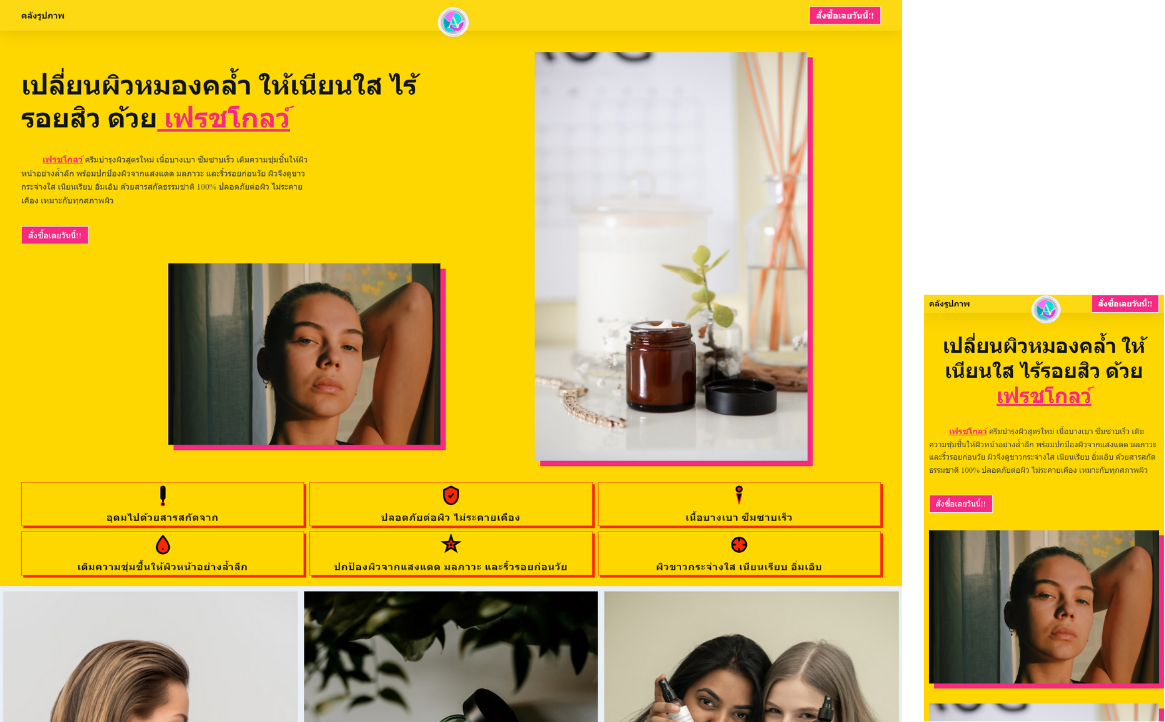 คลังรูปภาพ
สั่งซื้อเลยวันนี้!!
เปลี่ยนผิวหมองคล้ำ ให้เนียนใส ไร้
รอยสิว ด้วย เฟรชโกลว์
เฟรชโกลว์ ครีมบำรุงผิวสูตรใหม่ เนื้อบางเบา ซึมซาบเร็ว เติมความชุ่มชื้นให้ผิว
หน้าอย่างล้ำลึก พร้อมปกป้องผิวจากแสงแดด มลภาวะ และริ้วรอยก่อนวัย ผิวจึงดูขาว
กระจ่างใส เนียนเรียบ อิ่มเอิบ ด้วยสารสกัดธรรมชาติ 100% ปลอดภัยต่อผิว ไม่ระคาย
เคือง เหมาะกับทุกสภาพผิว
สั่งซื้อเลยวันนี้!!
อุดมไปด้วยสารสกัดจาก
ปลอดภัยต่อผิว ไม่ระคายเคือง
เนื้อบางเบา ซึมซาบเร็ว
เติมความชุ่มชื้นให้ผิวหน้าอย่างล้ำลึก
ปกป้องผิวจากแสงแดด มลภาวะ และริ้วรอยก่อนวัย
ผิวขาวกระจ่างใส เนียนเรียบ อิ่มเอิบ
คลังรูปภาพ
สั่งซื้อเลยวันนี้!!
เปลี่ยนผิวหมองคล้ำ ให้
เนียนใส ไร้รอยสิว ด้วย
เฟรชโกลว์
เฟรชโกลว์ ครีมบำรุงผิวสูตรใหม่ เนื้อบางเบา ซึมซาบเร็ว เติม
ความชุ่มชื้นให้ผิวหน้าอย่างล้ำลึก พร้อมปกป้องผิวจากแสงแดด มลภาวะ
และริ้วรอยก่อนวัย ผิวจึงดูขาวกระจ่างใส เนียนเรียบ อิ่มเอิบ ด้วยสารสกัด
ธรรมชาติ 100% ปลอดภัยต่อผิว ไม่ระคายเคือง เหมาะกับทุกสภาพผิว
สั่งซื้อเลยวันนี้!!